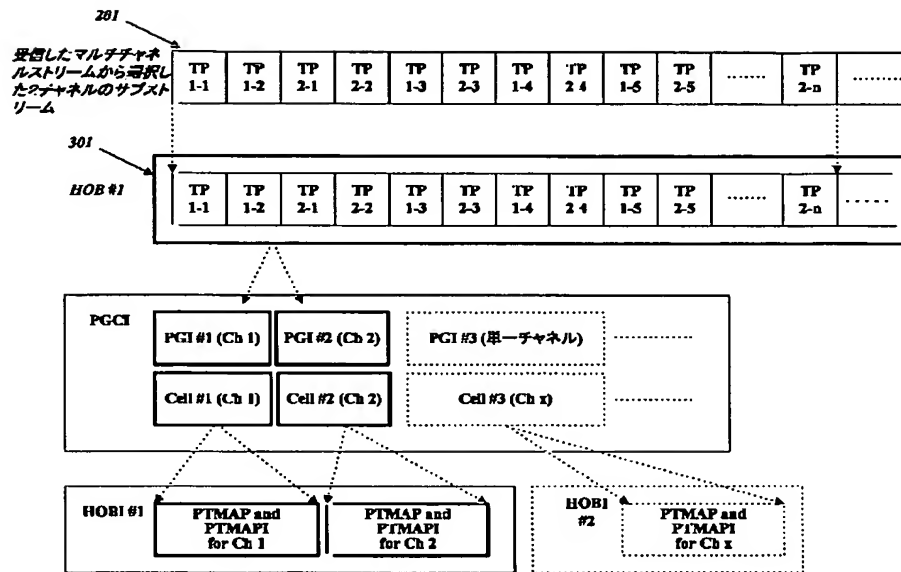 201
受信したマルチチャネ
ルストリームから選択し
た2チャネルのサブスト
リーム
TP 1-1 TP 1-2 TP 2-1 TP 2-2 TP 1-3 TP 2-3 TP 1-4 TP 2 4 TP 1-5 TP 2-5 ....... TP 2-n ........
301
HOB #1
TP 1-1 TP 1-2 TP 2-1 TP 2-2 TP 1-3 TP 2-3 TP 1-4 TP 2 4 TP 1-5 TP 2-5 ....... TP 2-n .....
PGCI
PGI #1 (Ch 1) PGI #2 (Ch 2) PGI #3 (単一チャネル)
Cell #1 (Ch 1) Cell #2 (Ch 2) Cell #3 (Ch x)
HOBI #1
PTMAP and
PTMAPI
for Ch 1
PTMAP and
PTMAPI
for Ch 2
HOBI
#2
PTMAP and
PTMAPI
for Ch x